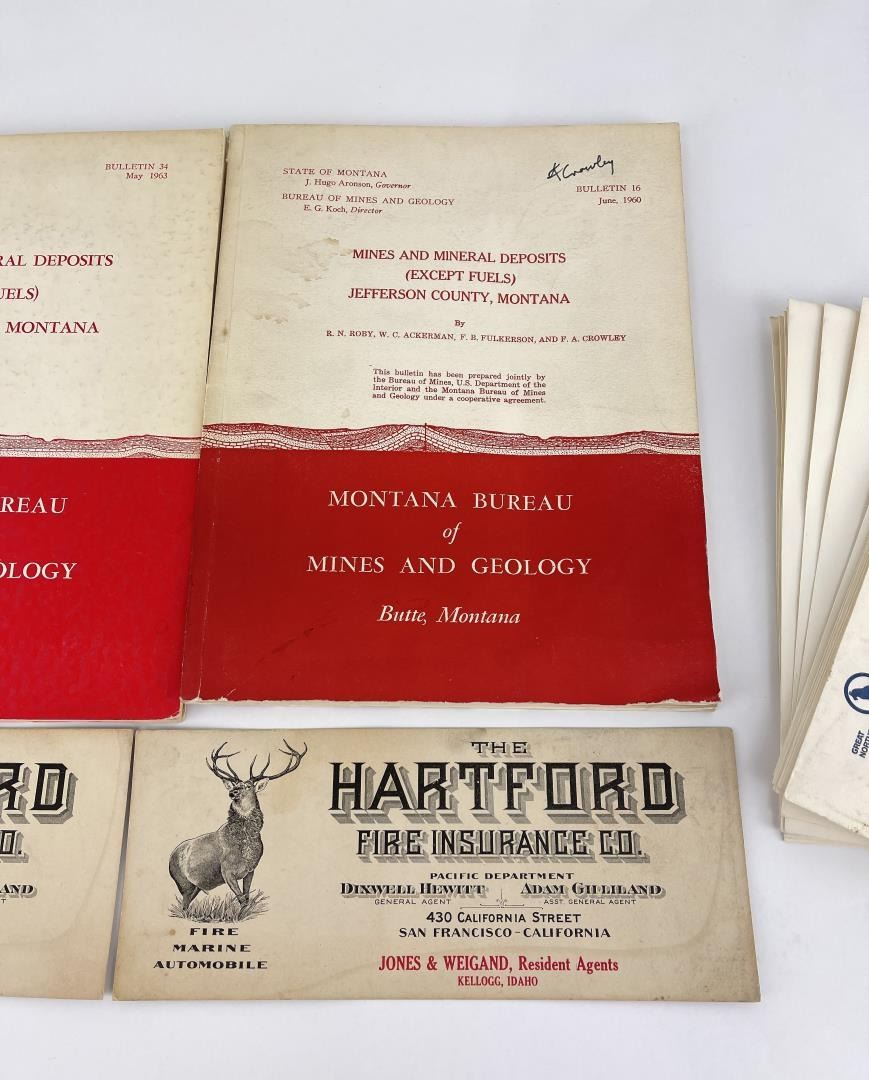 BULLETIN 34
May 1963
RAL DEPOSITS
UELS)
MONTANA
REAU
OLOGY
STATE OF MONTANA
J. Hugo Aronson, Governor
BUREAU OF MINES AND GEOLOGY
E. G. Koch, Director
Crowley
BULLETIN 16
June, 1960
MINES AND MINERAL DEPOSITS
(EXCEPT FUELS)
JEFFERSON COUNTY, MONTANA
By
R. N. ROBY, W. C. ACKERMAN, F. B. FULKERSON, AND F. A. CROWLEY
This bulletin has been prepared jointly by
the Bureau of Mines, U.S. Department of the
Interior and the Montana Bureau of Mines
and Geology under a cooperative agreement.
MONTANA BUREAU
of
MINES AND GEOLOGY
Butte, Montana
GREAT
NORTH
RD
O.
AND
THE
HARTFORD
FIRE INSURANCE CO.
PACIFIC DEPARTMENT
DIXWELL HEWITT ADAM GILLILAND
GENERAL AGENT ASST. GENERAL AGENT
430 CALIFORNIA STREET
SAN FRANCISCO - CALIFORNIA
FIRE
MARINE
AUTOMOBILE
JONES & WEIGAND, Resident Agents
KELLOGG, IDAHO